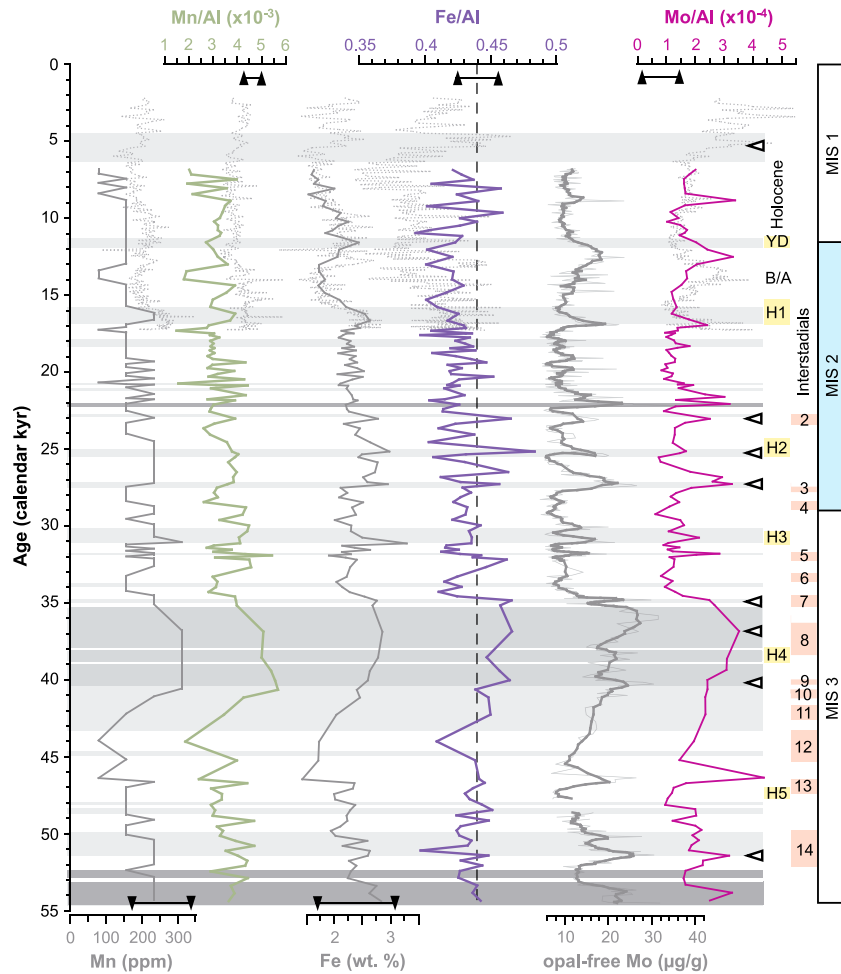 Mn/Al (x10-3)
Fe/Al
Mo/Al (x10-4)
1 2 3 4 5 6
0.35 0.4 0.45 0.5
0 1 2 3 4 5
0
5
10
15
20
25
30
35
40
45
50
55
Age (calendar kyr)
Holocene
YD
B/A
H1
Interstadials
2
H2
3
4
H3
5
6
7
8
H4
9
10
11
12
13
H5
14
MIS 1
MIS 2
MIS 3
0 100 200 300
2 3
10 20 30 40
Mn (ppm)
Fe (wt. %)
opal-free Mo (µg/g)